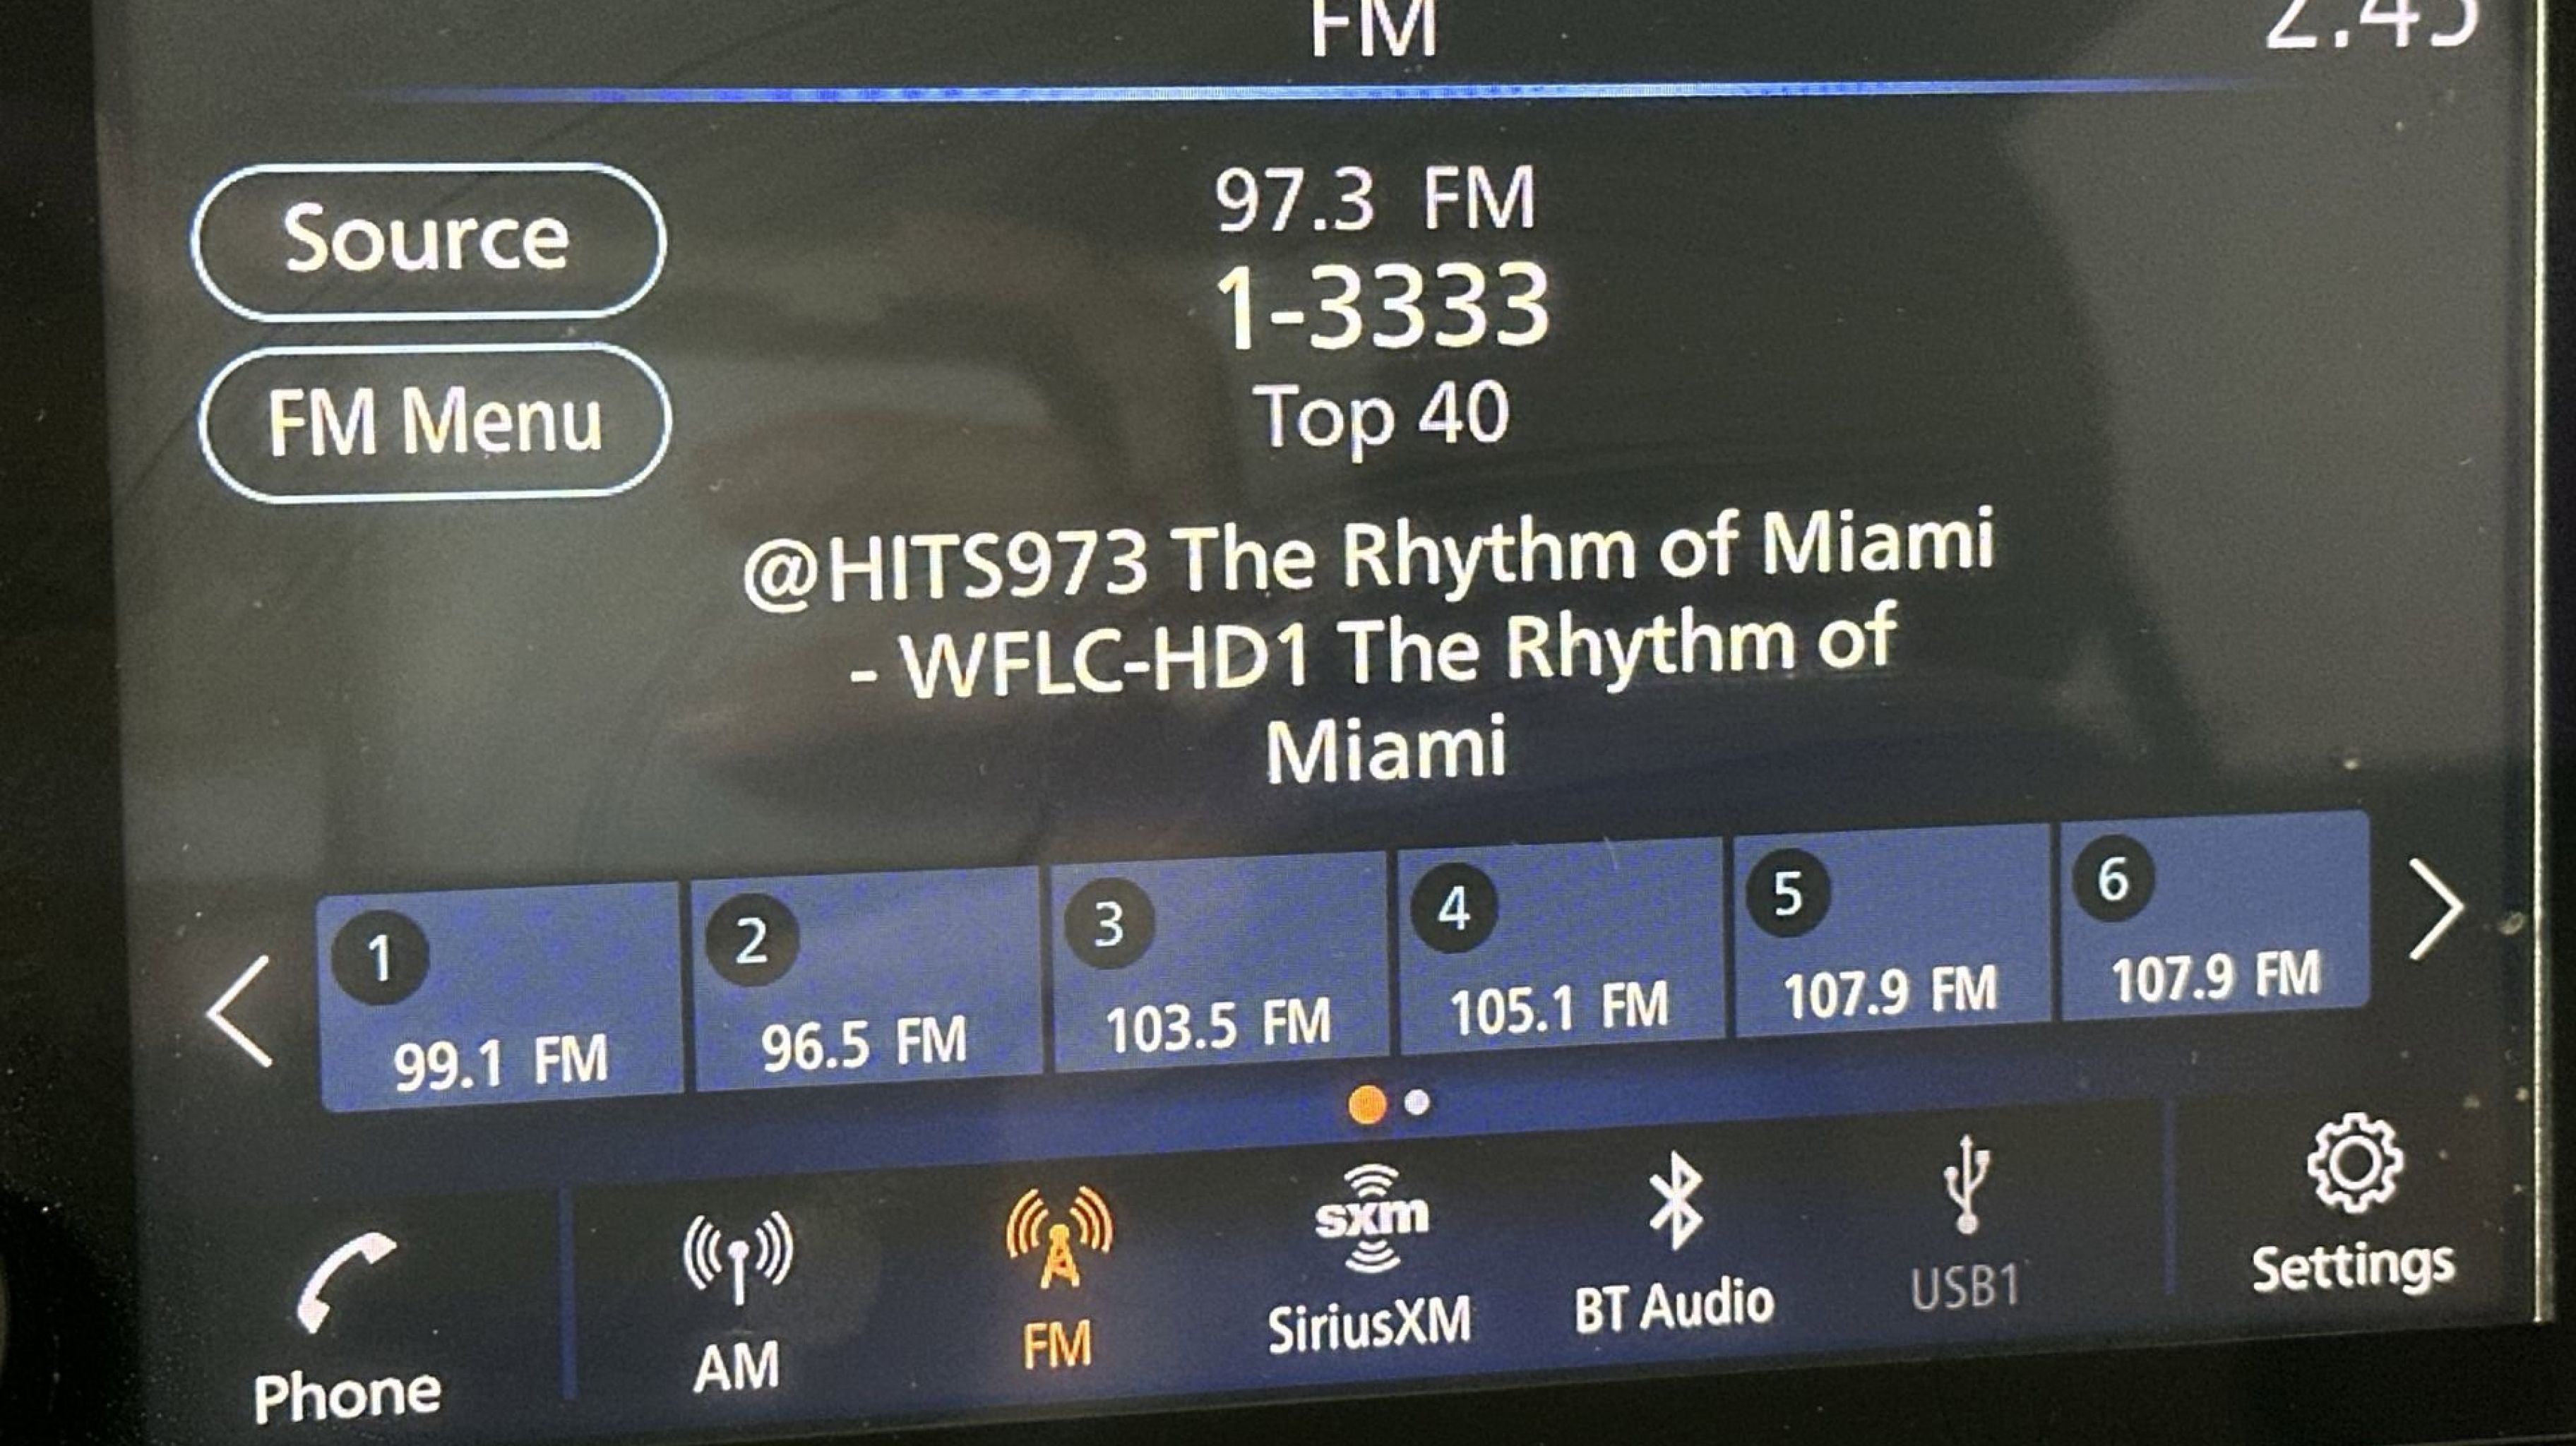 FM
2:45
Source
97.3 FM
1-3333
FM Menu
Top 40
@HITS973 The Rhythm of Miami
- WFLC-HD1 The Rhythm of
Miami
1
2
3
4
5
6
99.1 FM
96.5 FM
103.5 FM
105.1 FM
107.9 FM
107.9 FM
Phone
AM
FM
sxm
SiriusXM
BT Audio
USB1
Settings